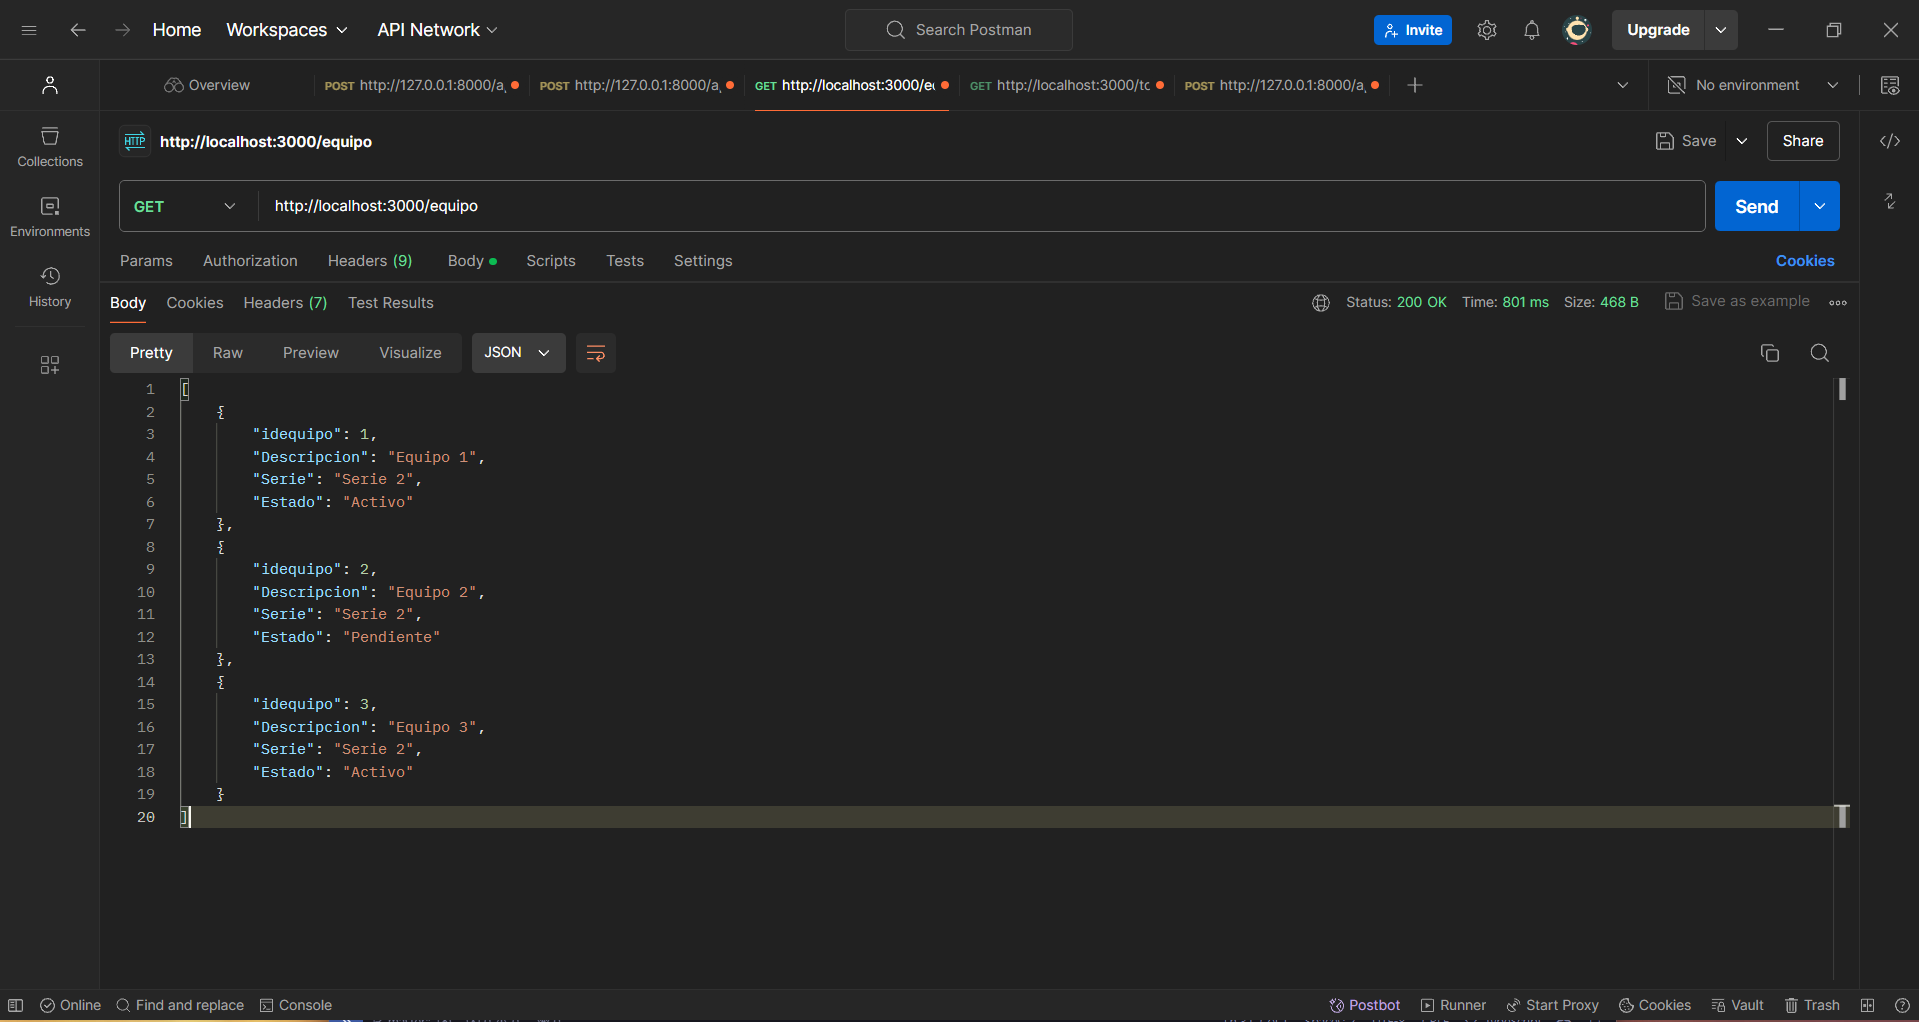 Home Workspaces API Network Search Postman Invite Upgrade
Overview POST http://127.0.0.1:8000/a, POST http://127.0.0.1:8000/a, GET http://localhost:3000/e GET http://localhost:3000/tc POST http://127.0.0.1:8000/a, No environment
HTTP http://localhost:3000/equipo Save Share
Collections
Environments
History
GET http://localhost:3000/equipo Send
Params Authorization Headers (9) Body Scripts Tests Settings Cookies
Body Cookies Headers (7) Test Results Status: 200 OK Time: 801 ms Size: 468 B Save as example
Pretty Raw Preview Visualize JSON
1 [
2 {
3 "idequipo": 1,
4 "Descripcion": "Equipo 1",
5 "Serie": "Serie 2",
6 "Estado": "Activo"
7 },
8 {
9 "idequipo": 2,
10 "Descripcion": "Equipo 2",
11 "Serie": "Serie 2",
12 "Estado": "Pendiente"
13 },
14 {
15 "idequipo": 3,
16 "Descripcion": "Equipo 3",
17 "Serie": "Serie 2",
18 "Estado": "Activo"
19 }
20 ]
Online Find and replace Console Postbot Runner Start Proxy Cookies Vault Trash